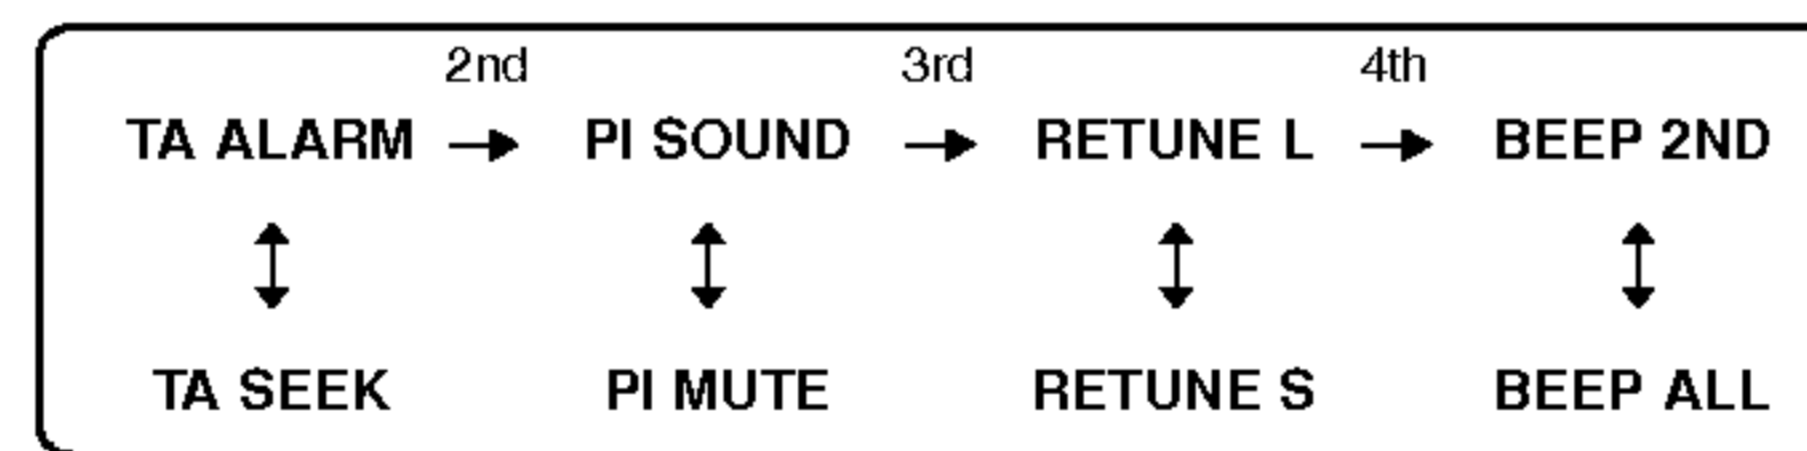 2nd 3rd 4th
TA ALARM PI SOUND RETUNE L BEEP 2ND
TA SEEK PI MUTE RETUNE S BEEP ALL